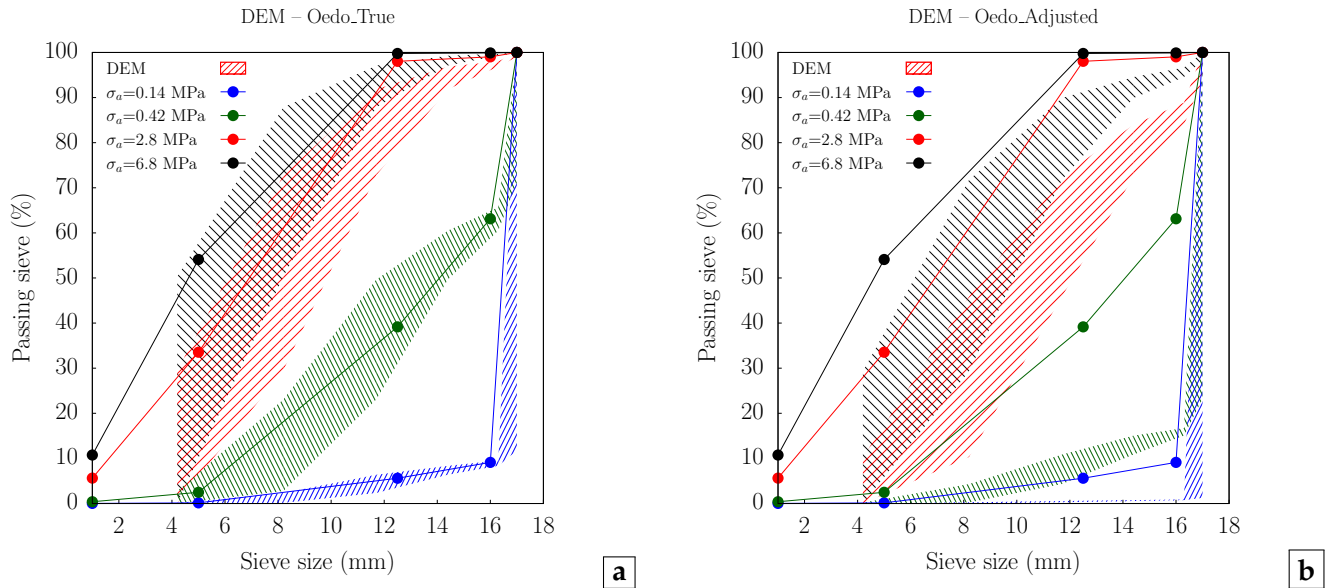 DEM – Oedo_True
100
90
80
70
60
50
40
30
20
10
0
Passing sieve (%)
DEM
σₐ=0.14 MPa
σₐ=0.42 MPa
σₐ=2.8 MPa
σₐ=6.8 MPa
2 4 6 8 10 12 14 16 18
Sieve size (mm)
a
DEM – Oedo_Adjusted
100
90
80
70
60
50
40
30
20
10
0
Passing sieve (%)
DEM
σₐ=0.14 MPa
σₐ=0.42 MPa
σₐ=2.8 MPa
σₐ=6.8 MPa
2 4 6 8 10 12 14 16 18
Sieve size (mm)
b